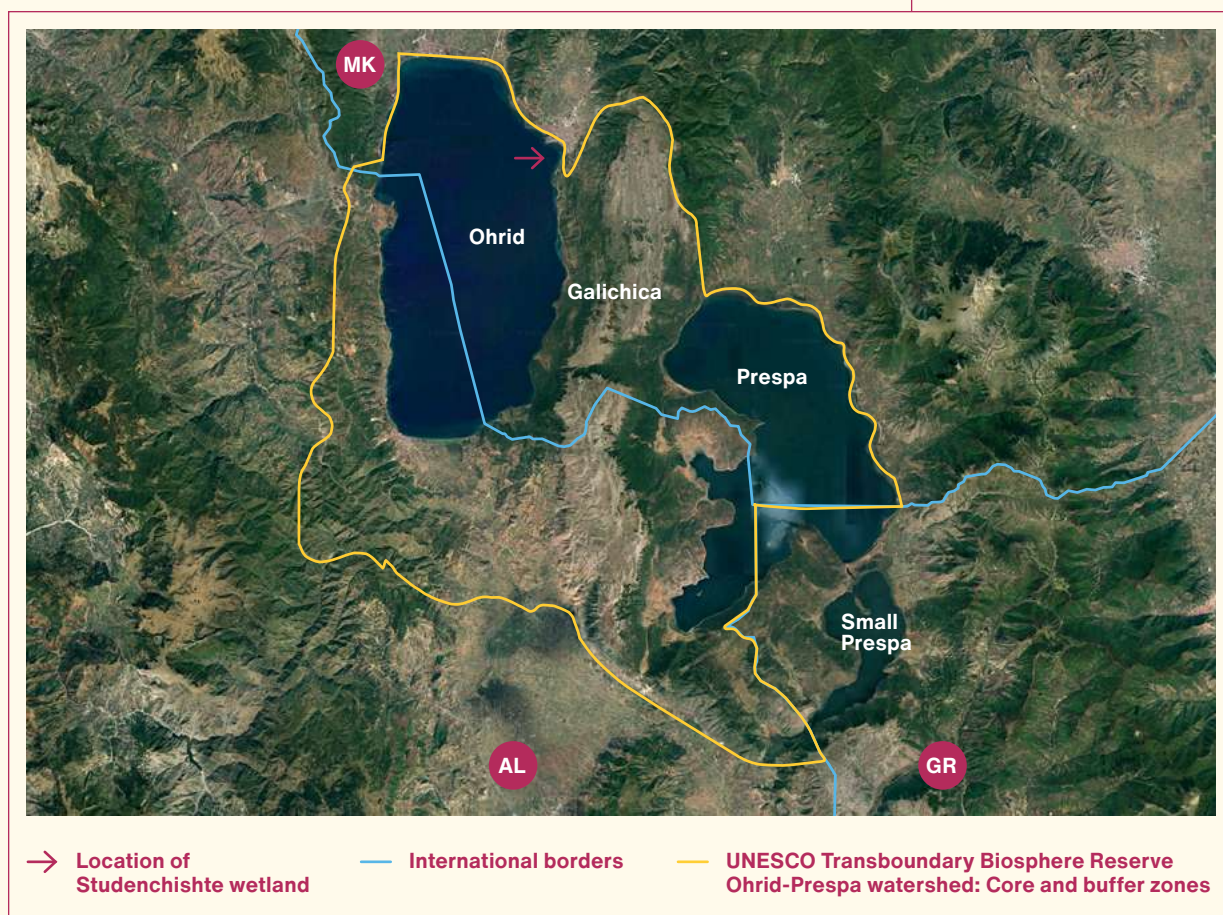 MK
Ohrid
Galichica
Prespa
Small
Prespa
AL
GR
Location of
Studenchishte wetland
International borders
UNESCO Transboundary Biosphere Reserve
Ohrid-Prespa watershed: Core and buffer zones